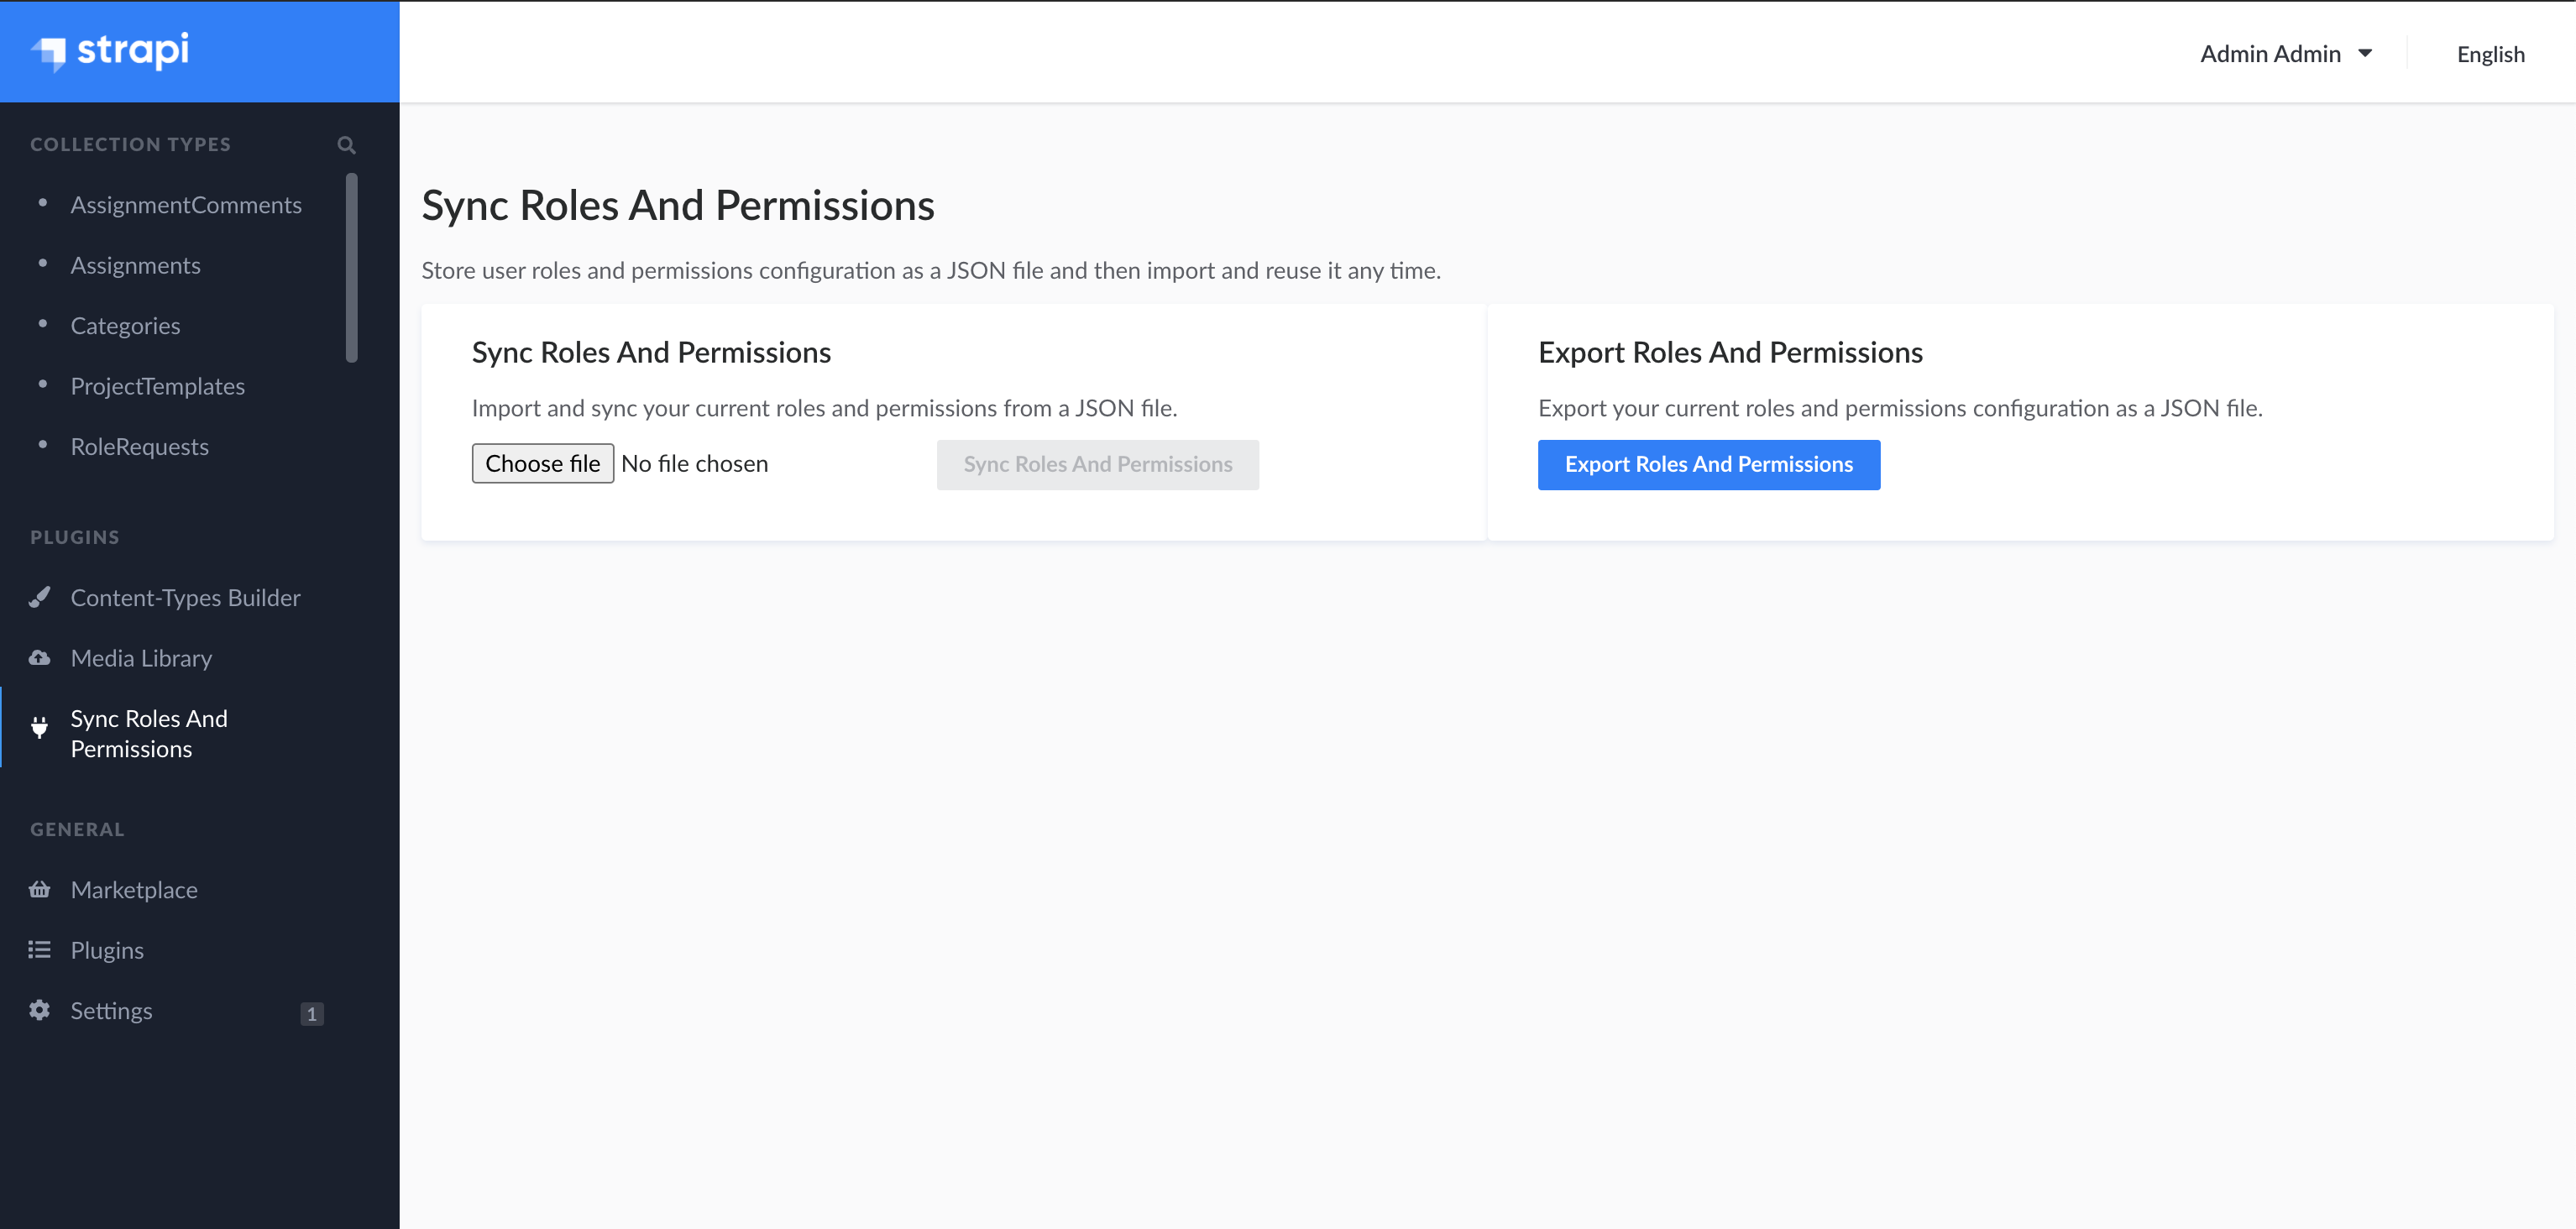 strapi
Admin Admin
English
COLLECTION TYPES
AssignmentComments
Assignments
Categories
ProjectTemplates
RoleRequests
PLUGINS
Content-Types Builder
Media Library
Sync Roles And
Permissions
GENERAL
Marketplace
Plugins
Settings 1
Sync Roles And Permissions
Store user roles and permissions configuration as a JSON file and then import and reuse it any time.
Sync Roles And Permissions
Import and sync your current roles and permissions from a JSON file.
Choose file No file chosen
Sync Roles And Permissions
Export Roles And Permissions
Export your current roles and permissions configuration as a JSON file.
Export Roles And Permissions